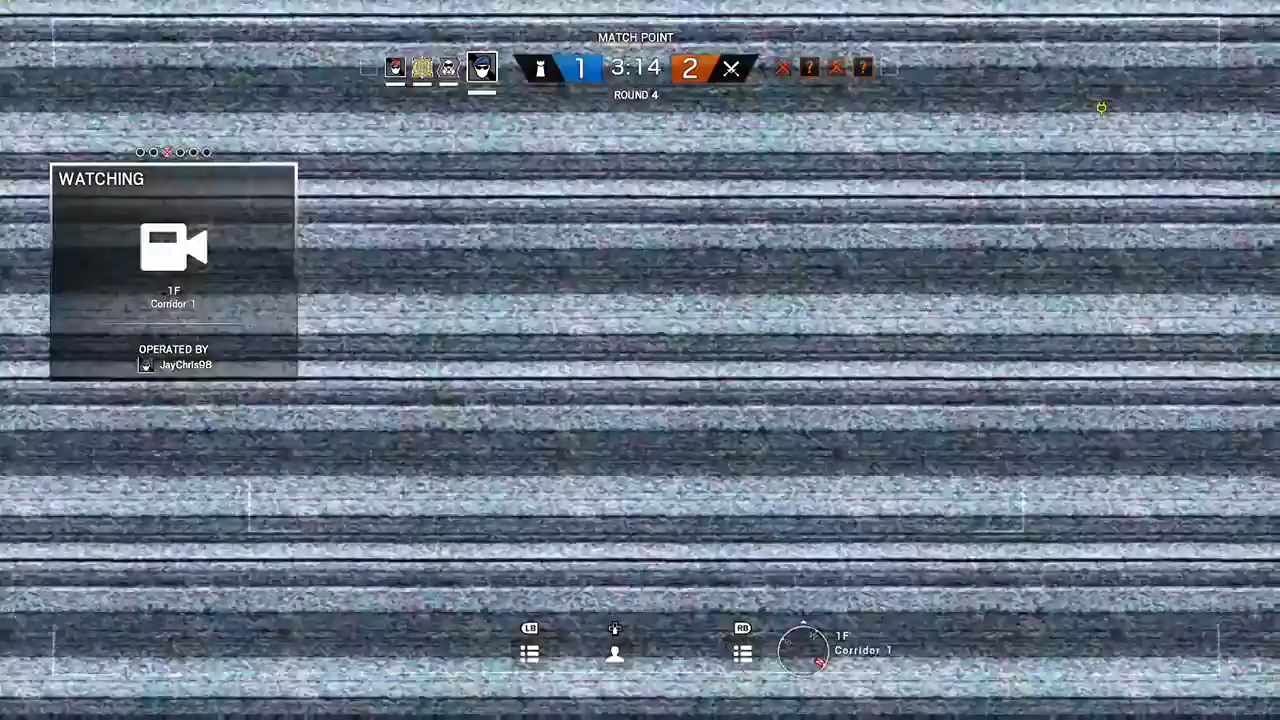 MATCH POINT
1 3:14 2 ? ?
ROUND 4
WATCHING
1F
Corridor 1
OPERATED BY
JayChris98
LB RB
1F
Corridor 1